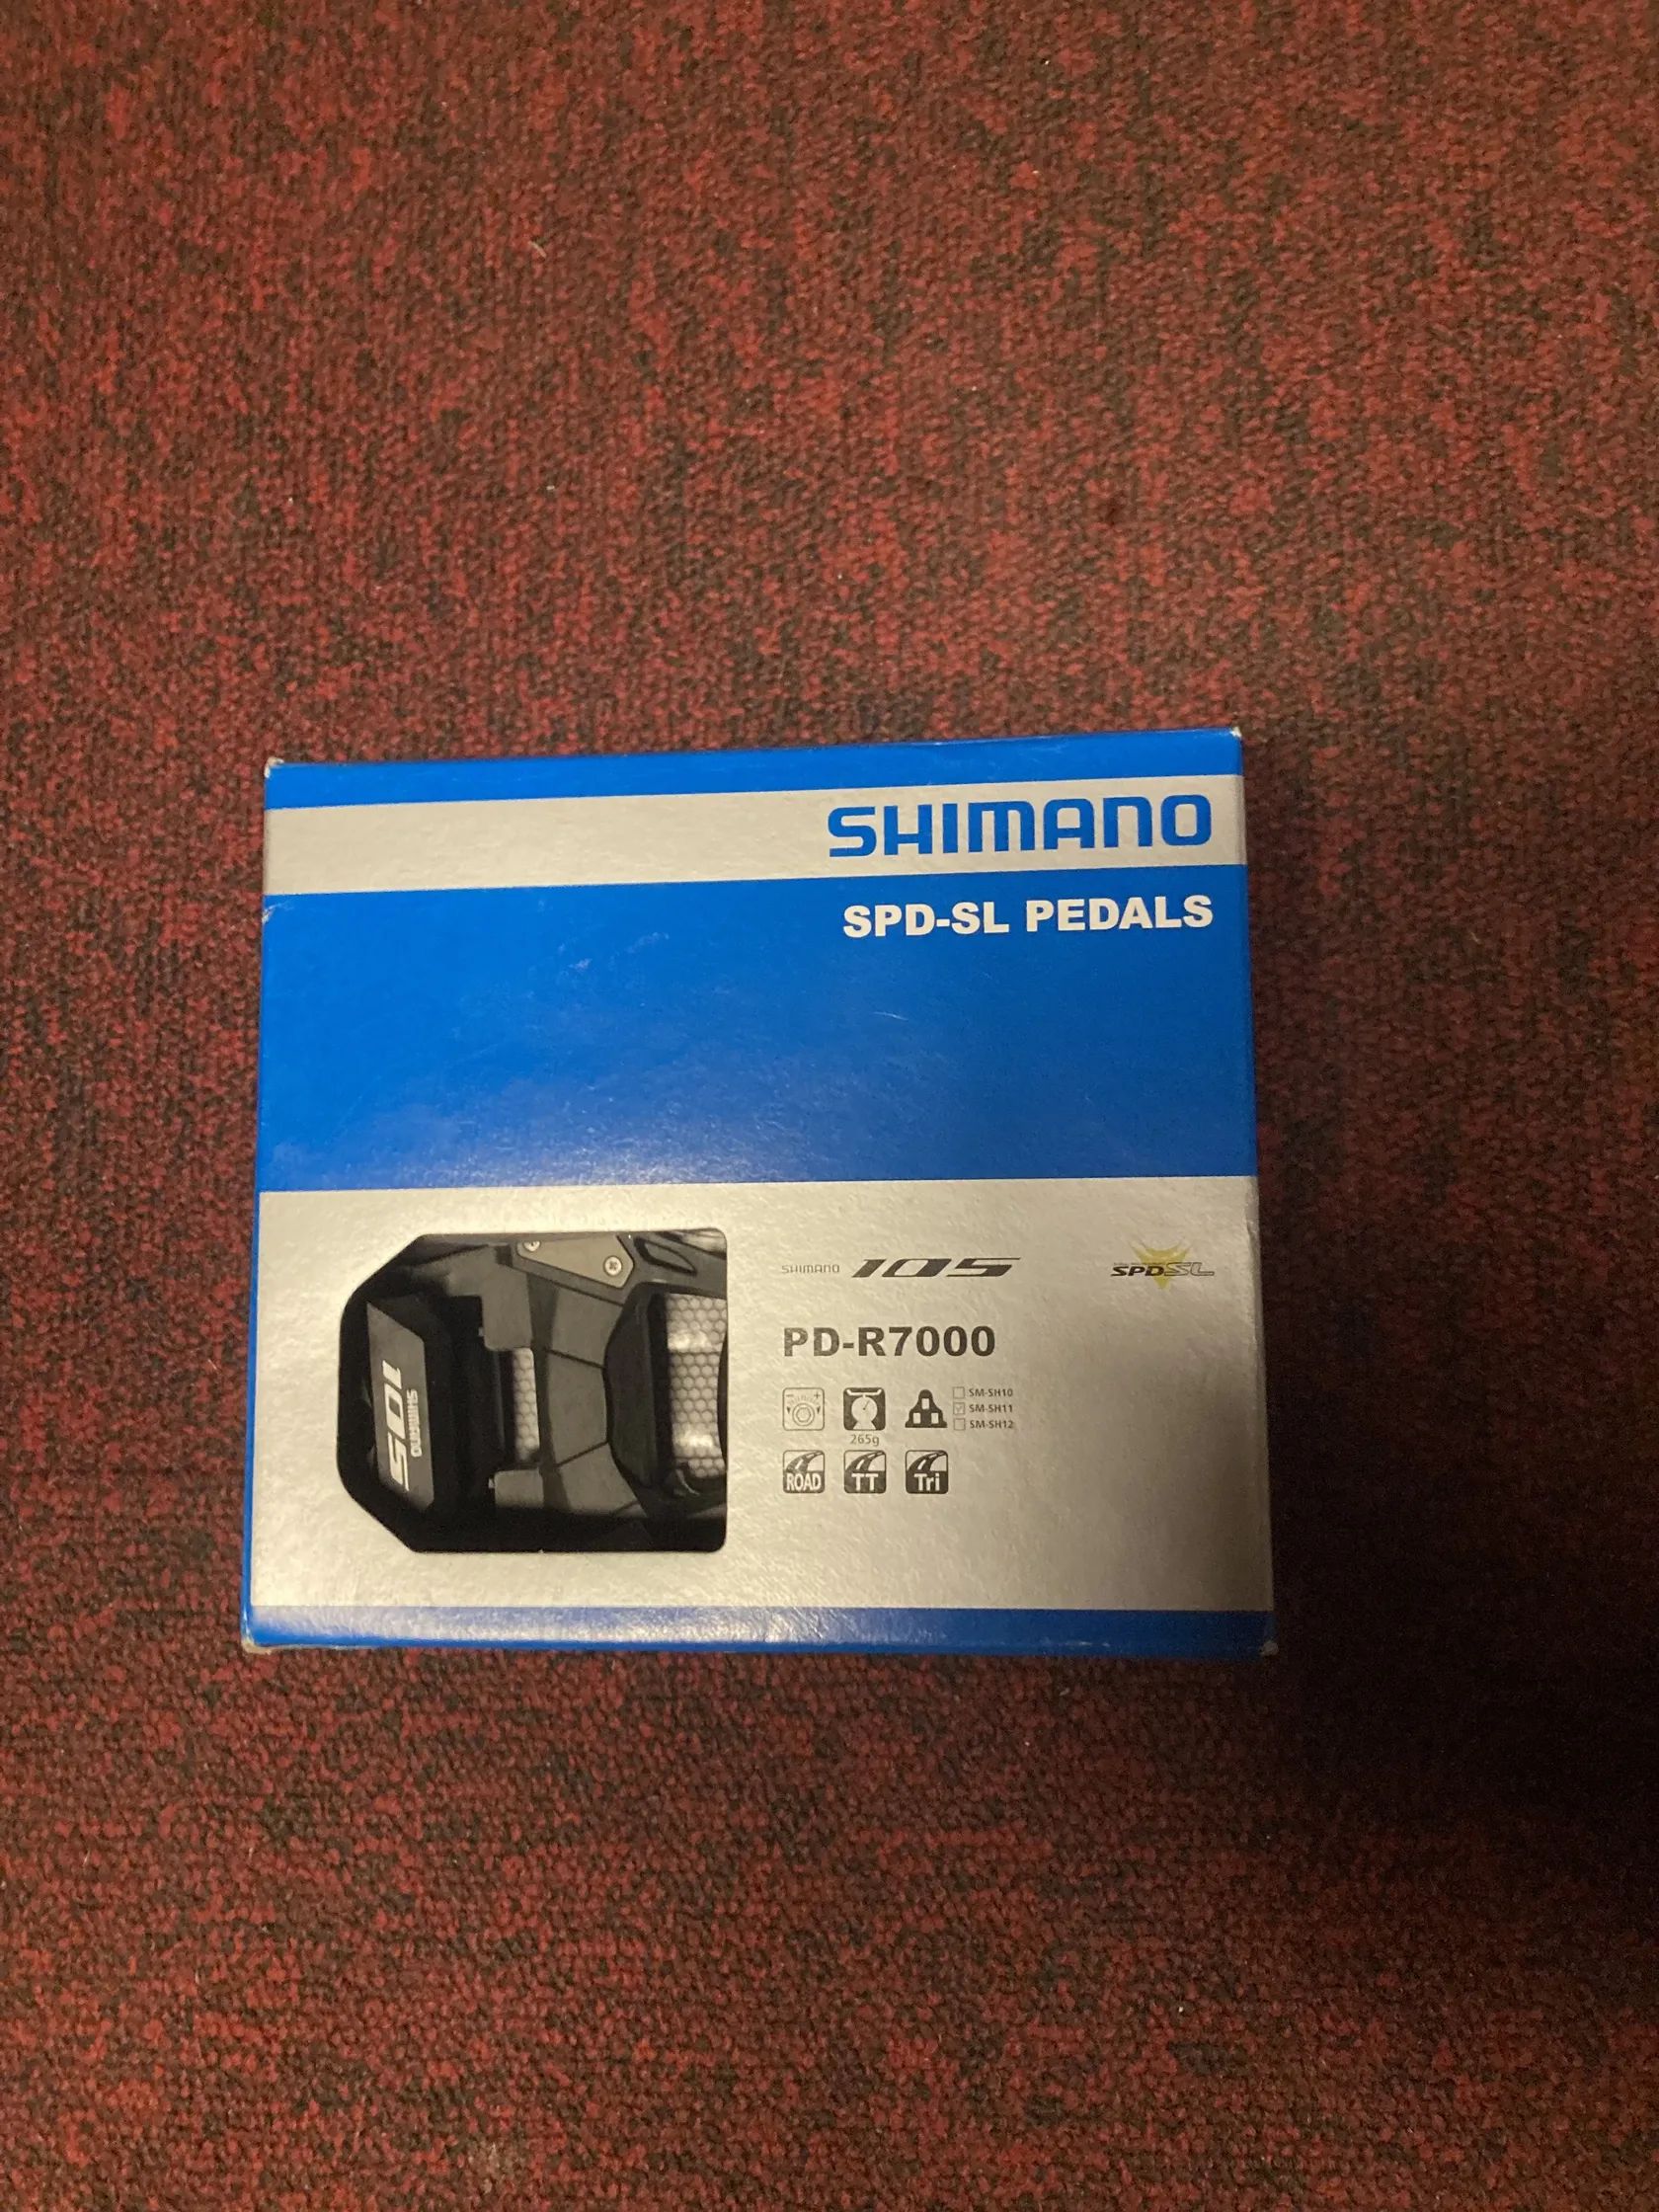 SHIMANO
SPD-SL PEDALS
SHIMANO 105
SPD-SL
PD-R7000
SM-SH10
SM-SH11
SM-SH12
265g
ROAD TT Tri
105
SHIMANO